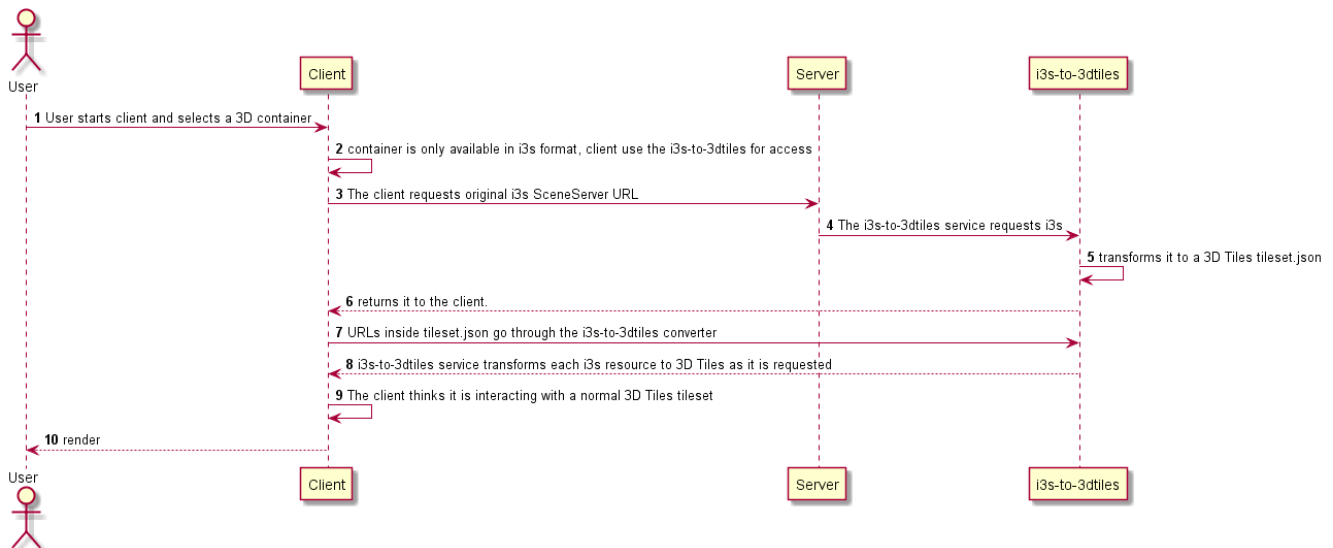 User
Client
Server
i3s-to-3dtiles
1 User starts client and selects a 3D container
2 container is only available in i3s format, client use the i3s-to-3dtiles for access
3 The client requests original i3s SceneServer URL
4 The i3s-to-3dtiles service requests i3s
5 transforms it to a 3D Tiles tileset.json
6 returns it to the client.
7 URLs inside tileset.json go through the i3s-to-3dtiles converter
8 i3s-to-3dtiles service transforms each i3s resource to 3D Tiles as it is requested
9 The client thinks it is interacting with a normal 3D Tiles tileset
10 render
User
Client
Server
i3s-to-3dtiles